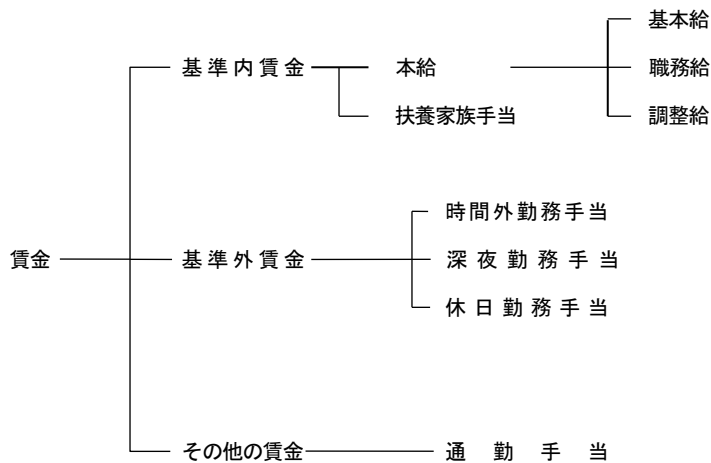 基本給
基準内賃金 本給 職務給
扶養家族手当 調整給
時間外勤務手当
賃金 基準外賃金 深夜勤務手当
休日勤務手当
その他の賃金 通勤手当